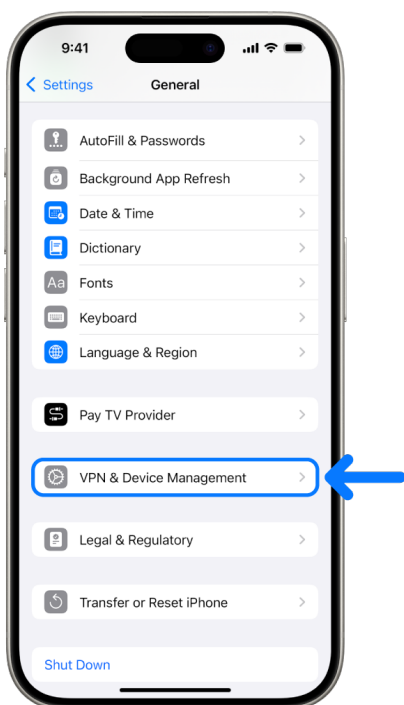 9:41
Settings
General
AutoFill & Passwords
Background App Refresh
Date & Time
Dictionary
Aa Fonts
Keyboard
Language & Region
Pay TV Provider
VPN & Device Management
Legal & Regulatory
Transfer or Reset iPhone
Shut Down